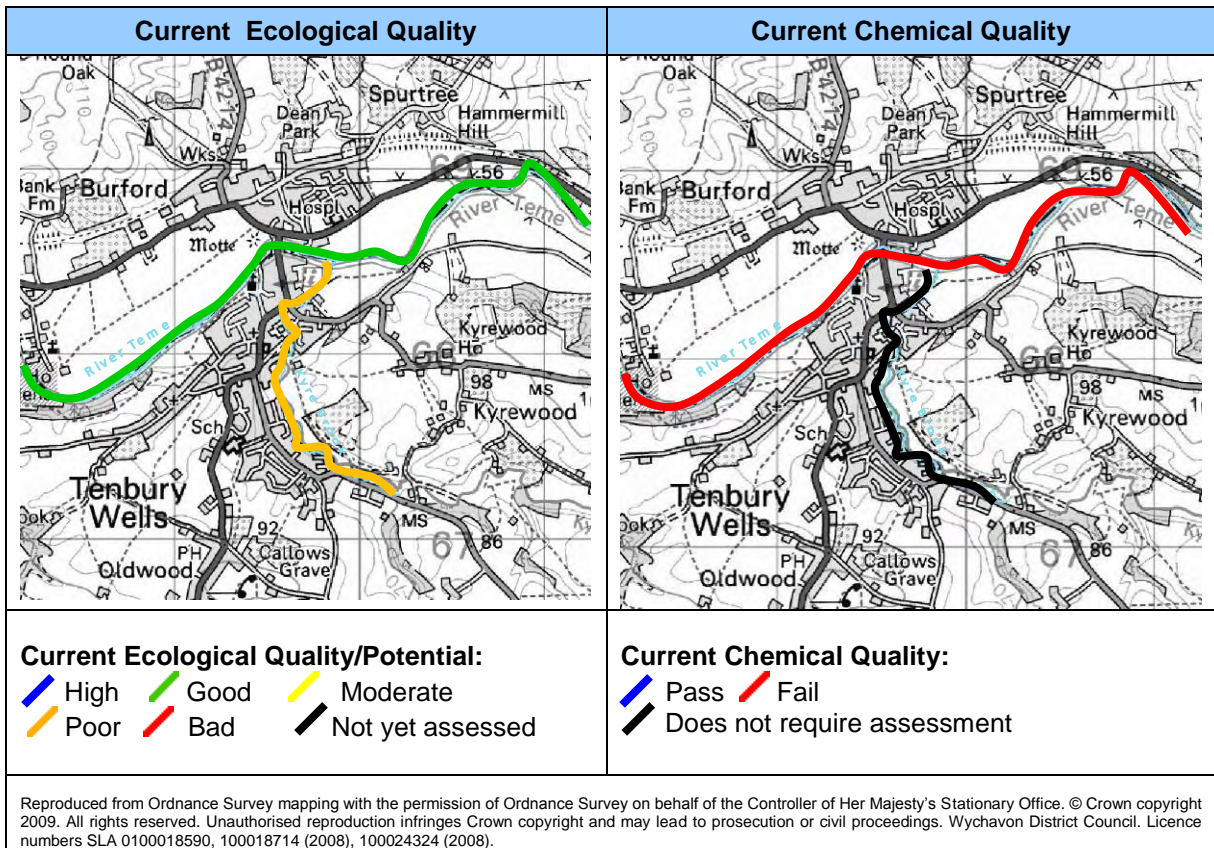 Current Ecological Quality
Current Chemical Quality
Oak
B 4214
Spurtree
Dean
Park
Hammermill
Hill
Wks
69
56
Bank
Fm
Burford
Hospl
River Teme
Motte
River Teme
Kyrewood
Ho
98
MS
Kyrewood
Sch
Tenbury
Wells
MS
92
67
86
PH
Callows
Grave
Oldwood
Oak
B 4214
Spurtree
Dean
Park
Hammermill
Hill
Wks
69
56
Bank
Fm
Burford
Hospl
River Teme
Motte
River Teme
Kyrewood
Ho
98
MS
Kyrewood
Sch
Tenbury
Wells
MS
92
67
86
PH
Callows
Grave
Oldwood
Current Ecological Quality/Potential:
High Good Moderate
Poor Bad Not yet assessed
Current Chemical Quality:
Pass Fail
Does not require assessment
Reproduced from Ordnance Survey mapping with the permission of Ordnance Survey on behalf of the Controller of Her Majesty's Stationary Office. © Crown copyright
2009. All rights reserved. Unauthorised reproduction infringes Crown copyright and may lead to prosecution or civil proceedings. Wychavon District Council. Licence
numbers SLA 0100018590, 100018714 (2008), 100024324 (2008).